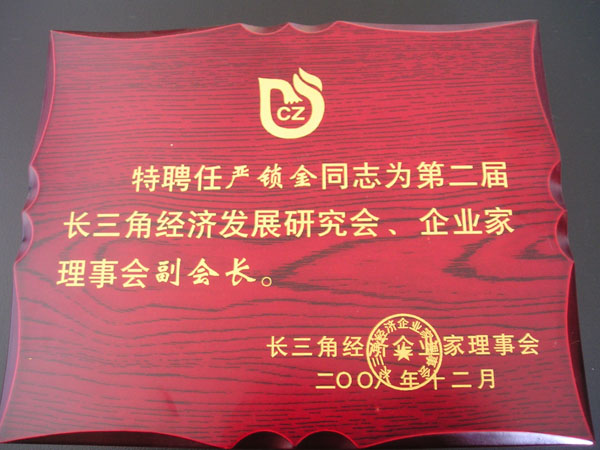 CZ
特聘任严锁金同志为第二届
长三角经济发展研究会、企业家
理事会副会长。
长三角经济企业家理事会
二〇〇八年十二月